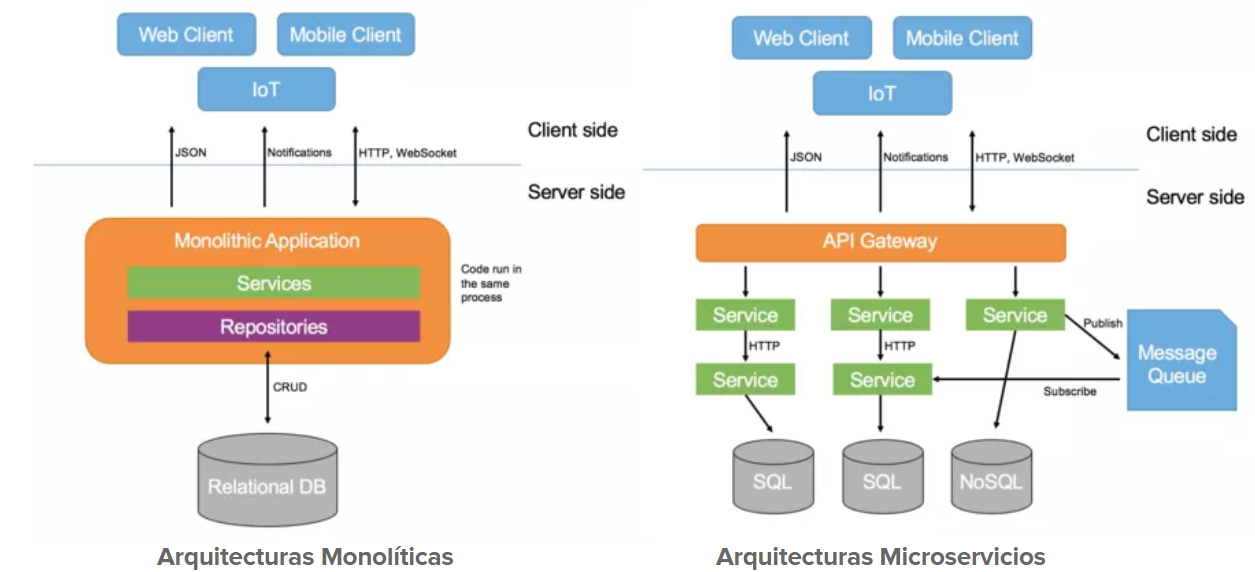 Web Client
Mobile Client
IoT
JSON
Notifications
HTTP, WebSocket
Client side
Server side
Monolithic Application
Services
Repositories
Code run in
the same
process
CRUD
Relational DB
Arquitecturas Monolíticas
Web Client
Mobile Client
IoT
JSON
Notifications
HTTP, WebSocket
Client side
Server side
API Gateway
Service
Service
Service
Publish
HTTP
HTTP
Message
Queue
Service
Service
Subscribe
SQL
SQL
NoSQL
Arquitecturas Microservicios